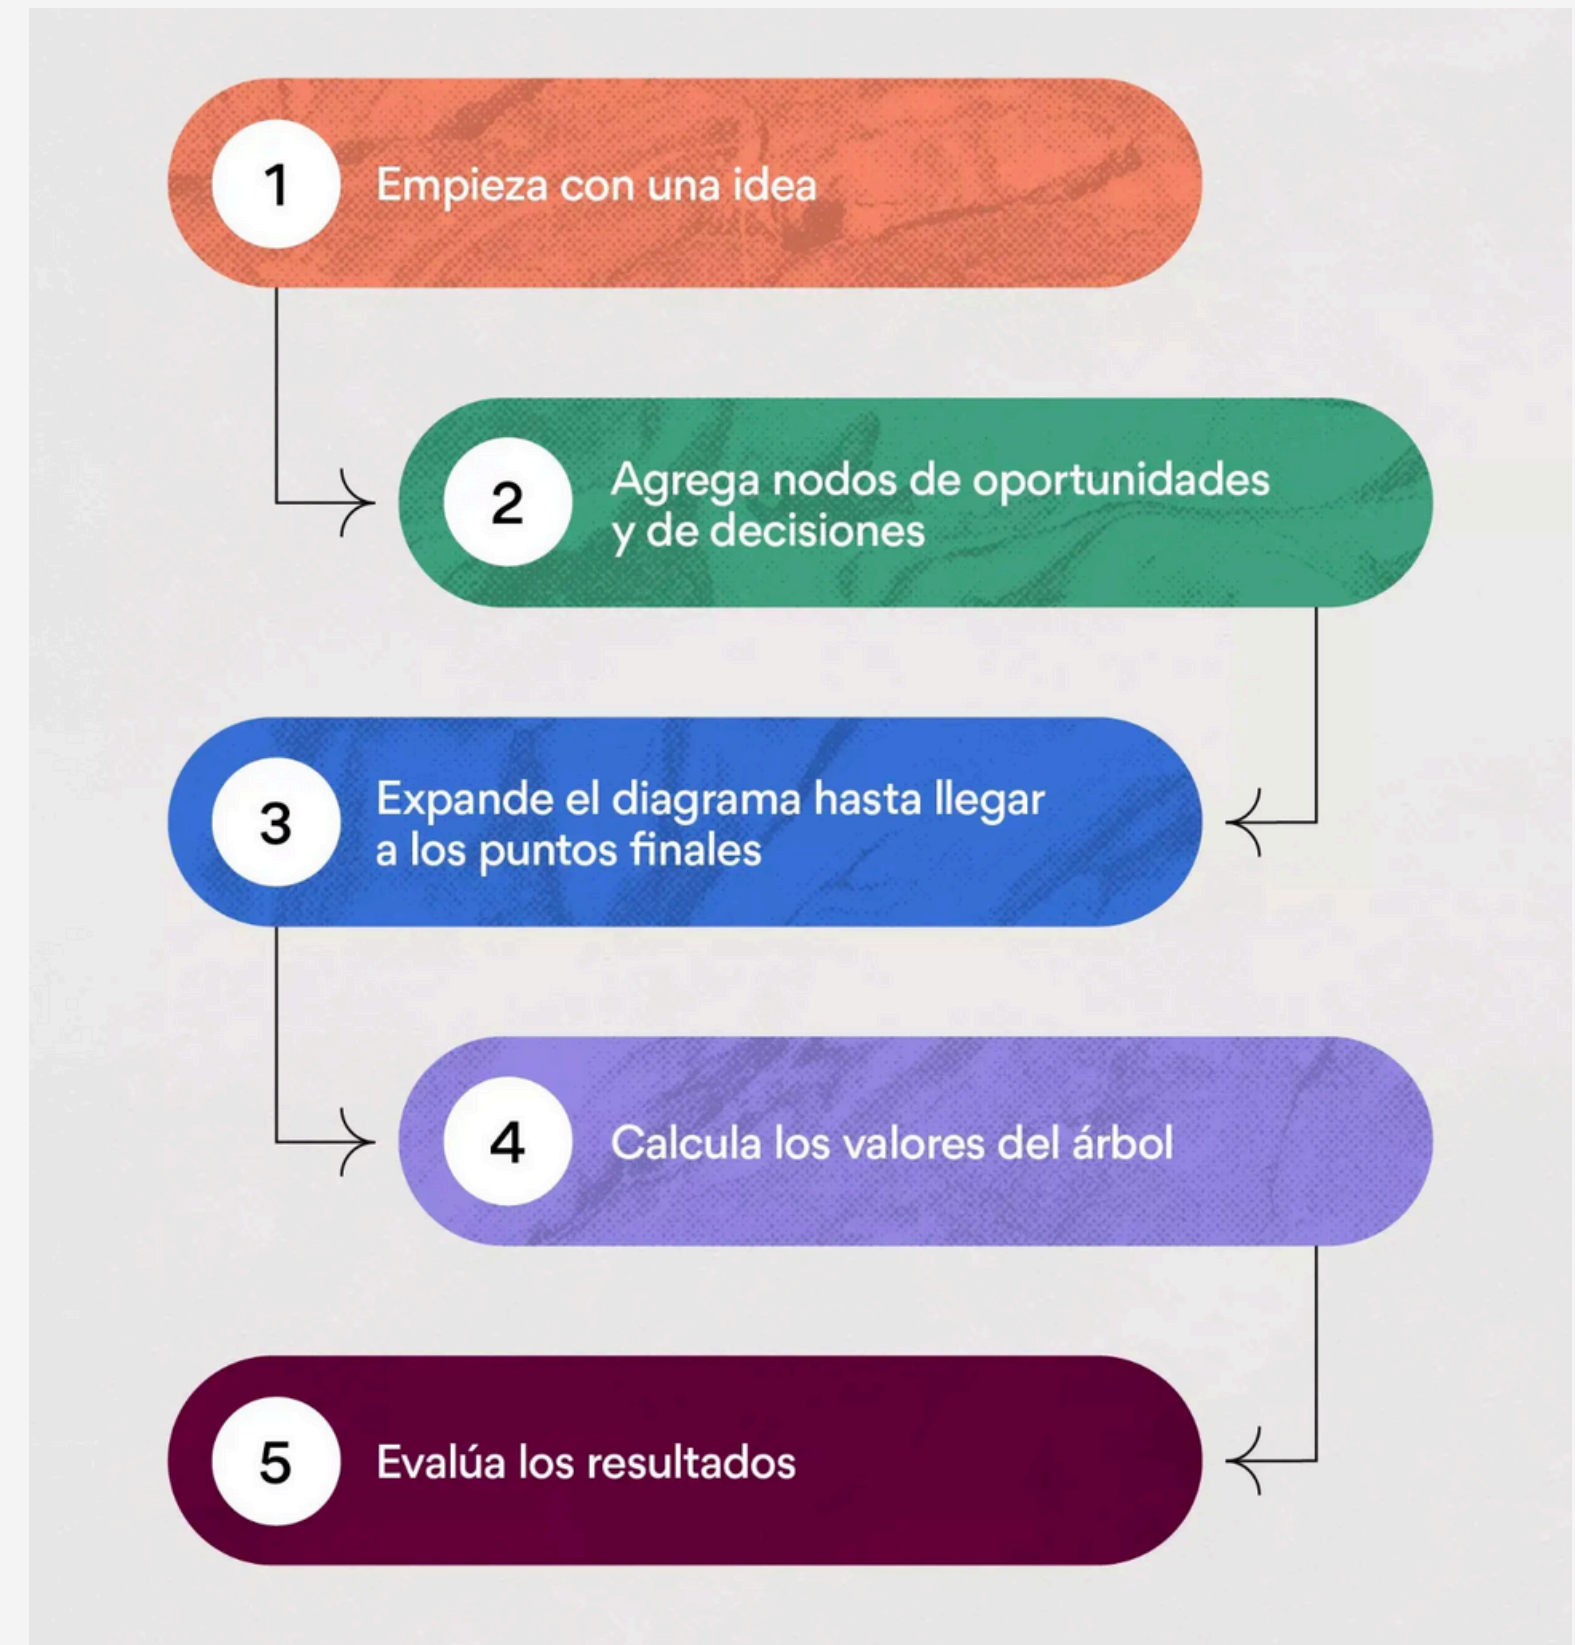 1
Empieza con una idea
2
Agrega nodos de oportunidades
y de decisiones
3
Expande el diagrama hasta llegar
a los puntos finales
4
Calcula los valores del árbol
5
Evalúa los resultados